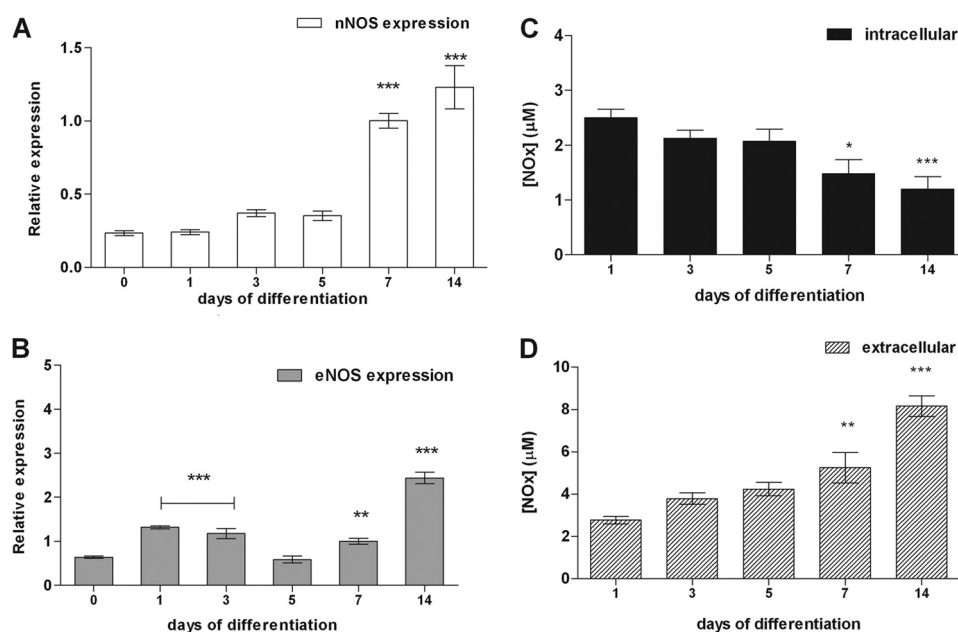 A
nNOS expression
1.5
1.0
0.5
0.0
Relative expression
***
***
0 1 3 5 7 14
days of differentiation
B
eNOS expression
5
4
3
2
1
0
Relative expression
***
**
***
0 1 3 5 7 14
days of differentiation
C
intracellular
4
3
2
1
0
[NOx] (μM)
*
***
1 3 5 7 14
days of differentiation
D
extracellular
10
8
6
4
2
0
[NOx] (μM)
**
***
1 3 5 7 14
days of differentiation